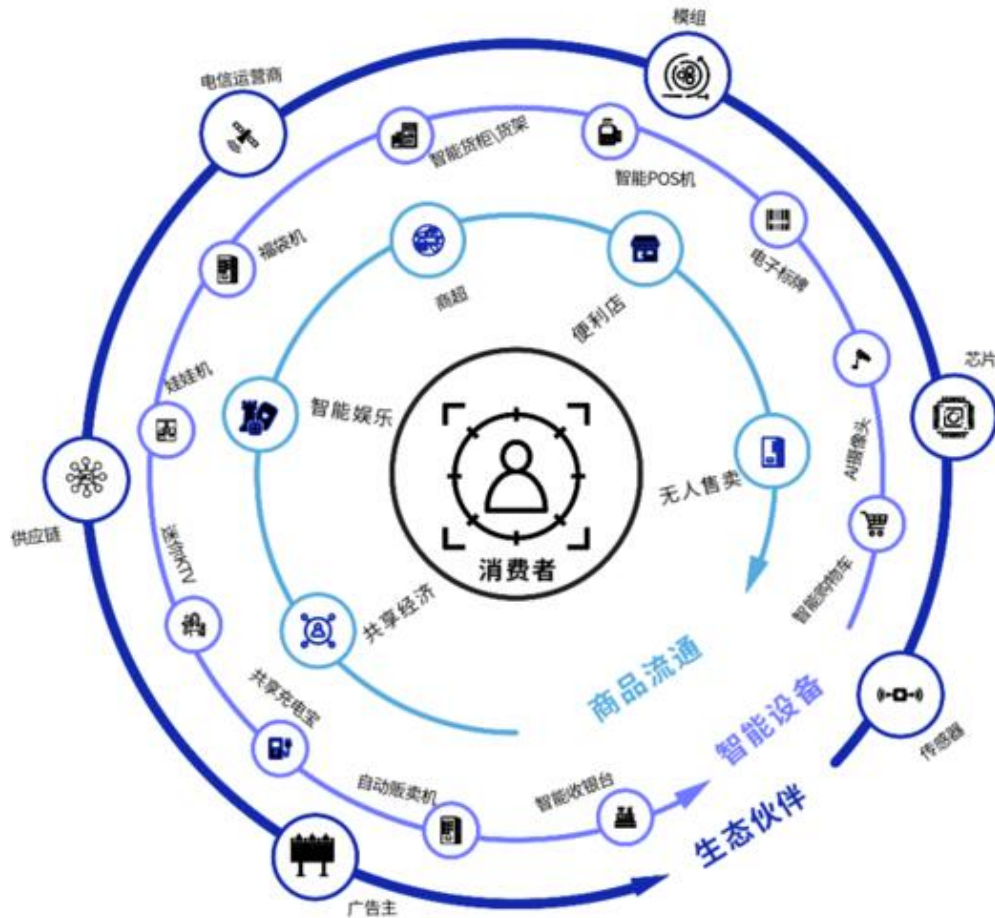 模组
电信运营商
智能货柜\货架
智能POS机
福袋机
电子标牌
商超
便利店
芯片
娃娃机
智能娱乐
AI摄像头
无人售卖
供应链
迷你KTV
消费者
智能购物车
共享经济
商品流通
共享充电宝
智能设备
传感器
自动贩卖机
智能收银台
生态伙伴
广告主